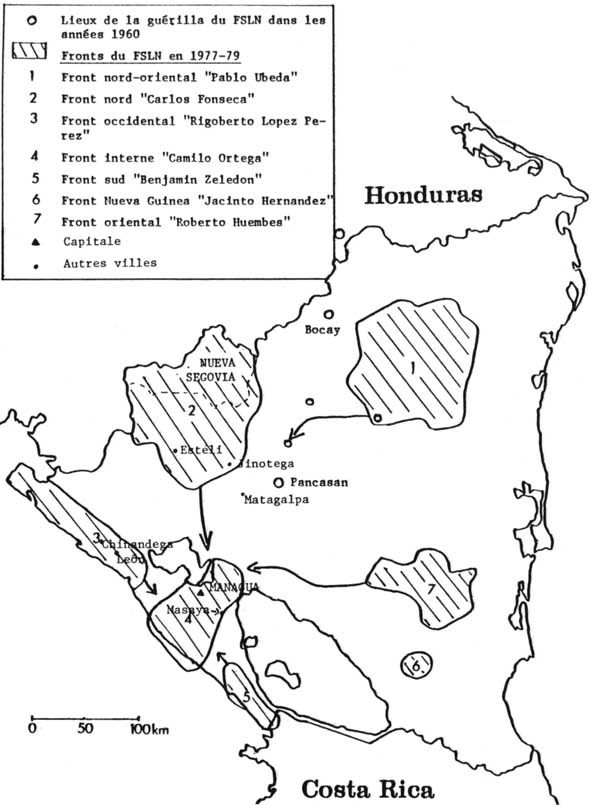 Lieux de la guérilla du FSLN dans les
années 1960
Fronts du FSLN en 1977-79
1 Front nord-oriental "Pablo Ubeda"
2 Front nord "Carlos Fonseca"
3 Front occidental "Rigoberto Lopez Pe-
rez"
4 Front interne "Camilo Ortega"
5 Front sud "Benjamin Zeledon"
6 Front Nueva Guinea "Jacinto Hernandez"
7 Front oriental "Roberto Huembes"
Capitale
Autres villes
Honduras
Bocay
1
NUEVA
SEGOVIA
2
Esteli
Jinotega
Pancasan
Matagalpa
3
Chinandega
León
MANAGUA
Masaya
4
7
6
5
0 50 100km
Costa Rica